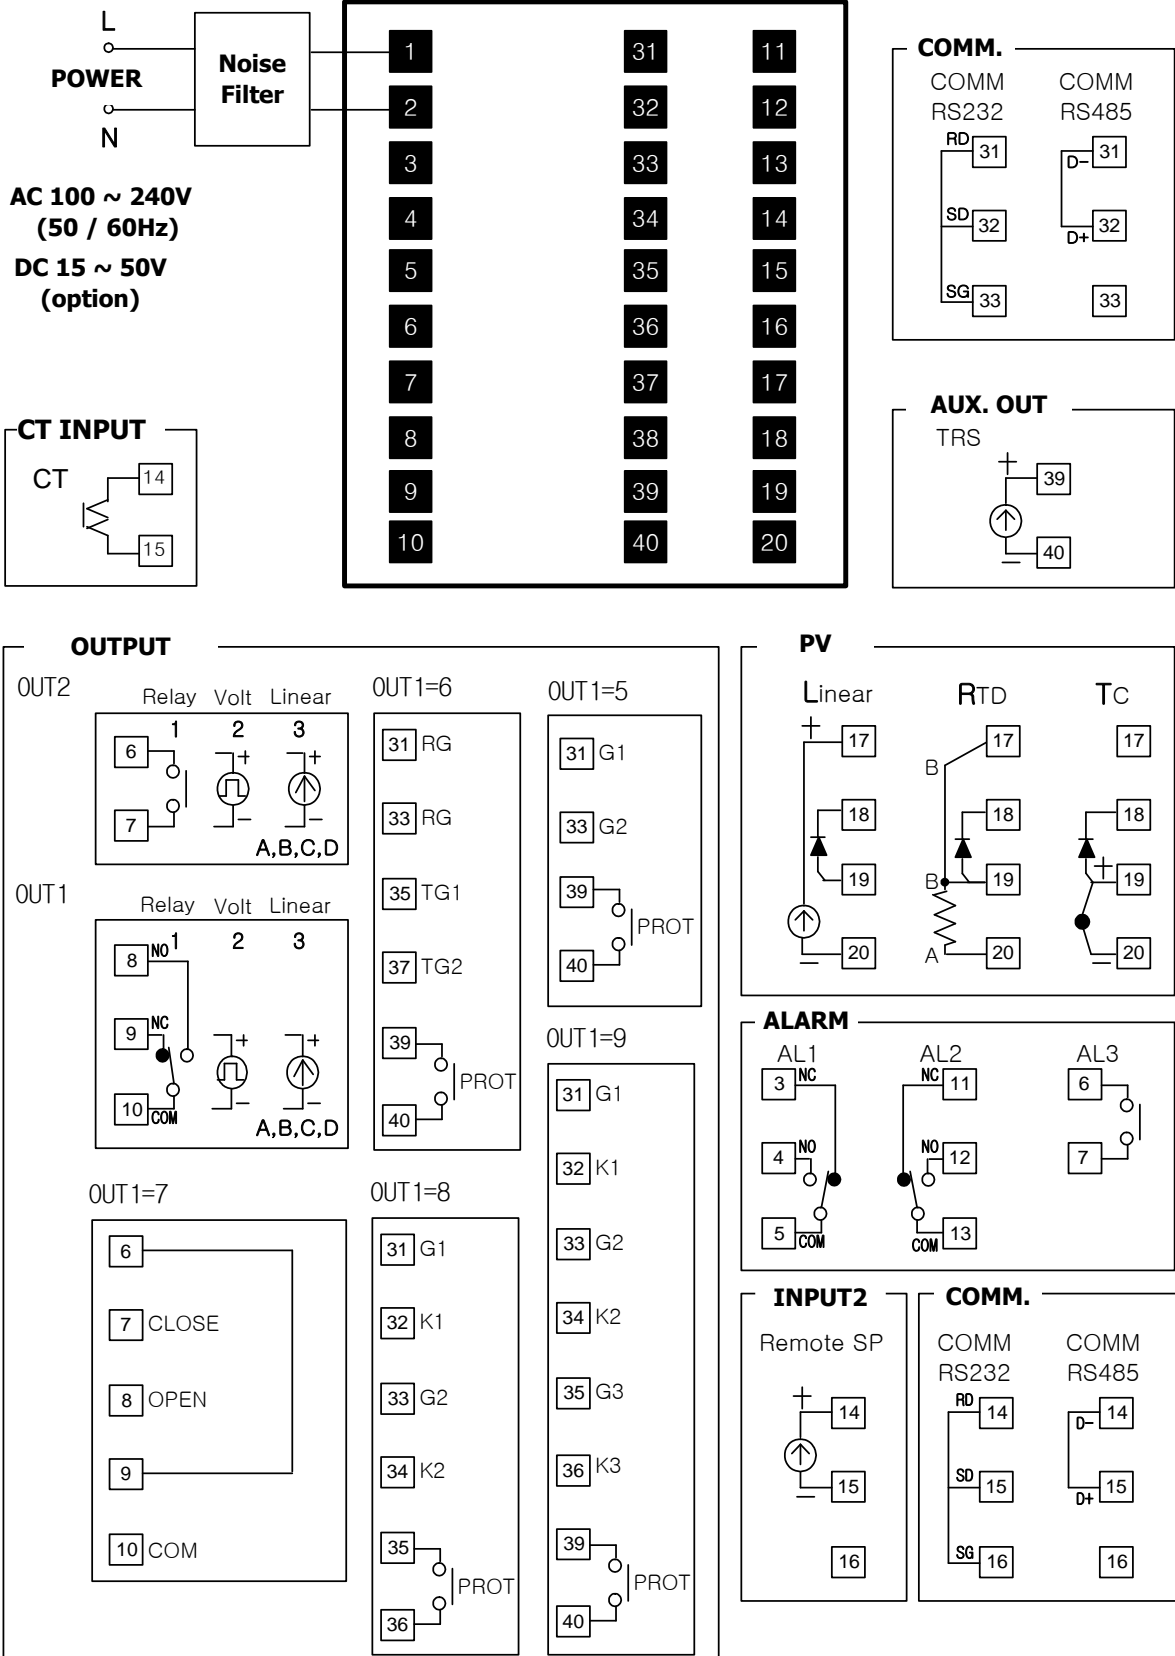 L
POWER
N
Noise
Filter
AC 100 ~ 240V
(50 / 60Hz)
DC 15 ~ 50V
(option)
1 31 11
2 32 12
3 33 13
4 34 14
5 35 15
6 36 16
7 37 17
8 38 18
9 39 19
10 40 20
COMM.
COMM COMM
RS232 RS485
RD 31 D- 31
SD 32 D+ 32
SG 33 33
CT INPUT
CT
14
15
AUX. OUT
TRS
+ 39
- 40
OUTPUT
OUT2
Relay Volt Linear
1 2 3
6 + +
7 - -
A,B,C,D
OUT1
Relay Volt Linear
1 2 3
8 NO
9 NC + +
10 COM - -
A,B,C,D
OUT1=7
6
7 CLOSE
8 OPEN
9
10 COM
OUT1=6
31 RG
33 RG
35 TG1
37 TG2
39
PROT
40
OUT1=8
31 G1
32 K1
33 G2
34 K2
35
PROT
36
OUT1=5
31 G1
33 G2
39
PROT
40
OUT1=9
31 G1
32 K1
33 G2
34 K2
35 G3
36 K3
39
PROT
40
PV
Linear RTD TC
+ 17 B 17 17
18 18 18
19 B 19 + 19
- 20 A 20 - 20
ALARM
AL1 AL2 AL3
3 NC NC 11 6
4 NO NO 12 7
5 COM COM 13
INPUT2
Remote SP
+ 14
- 15
16
COMM.
COMM COMM
RS232 RS485
RD 14 D- 14
SD 15 D+ 15
SG 16 16